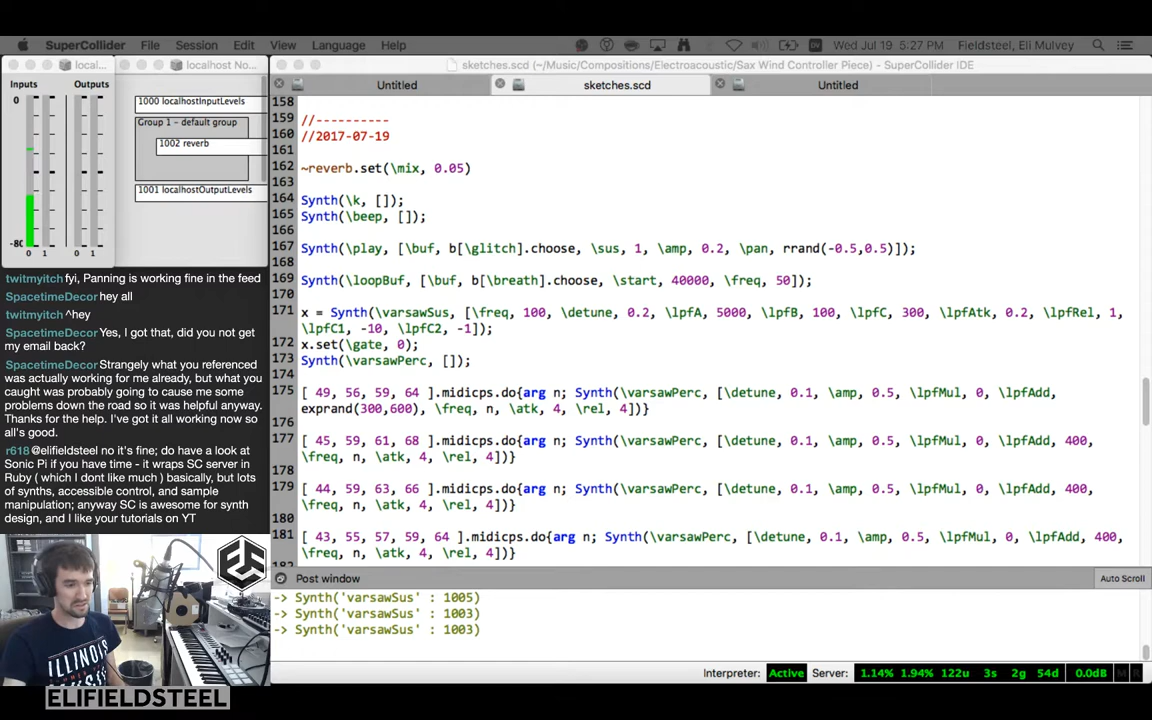 SuperCollider File Session Edit View Language Help
Wed Jul 19 5:27 PM Fieldsteel, Eli Mulvey
local...
localhost No...
sketches.scd (~/Music/Compositions/Electroacoustic/Sax Wind Controller Piece) - SuperCollider IDE
Untitled
sketches.scd
Untitled
Inputs Outputs
0
-80
0 1 0 1
1000 localhostInputLevels
Group 1 - default group
1002 reverb
1001 localhostOutputLevels
158
159 //----------
160 //2017-07-19
161
162 ~reverb.set(\mix, 0.05)
163
164 Synth(\k, []);
165 Synth(\beep, []);
166
167 Synth(\play, [\buf, b[\glitch].choose, \sus, 1, \amp, 0.2, \pan, rrand(-0.5,0.5)]);
168
169 Synth(\loopBuf, [\buf, b[\breath].choose, \start, 40000, \freq, 50]);
170
171 x = Synth(\varsawSus, [\freq, 100, \detune, 0.2, \lpfA, 5000, \lpfB, 100, \lpfC, 300, \lpfAtk, 0.2, \lpfRel, 1,
\lpfC1, -10, \lpfC2, -1]);
172 x.set(\gate, 0);
173 Synth(\varsawPerc, []);
174
175 [ 49, 56, 59, 64 ].midicps.do{arg n; Synth(\varsawPerc, [\detune, 0.1, \amp, 0.5, \lpfMul, 0, \lpfAdd,
exprand(300,600), \freq, n, \atk, 4, \rel, 4])}
176
177 [ 45, 59, 61, 68 ].midicps.do{arg n; Synth(\varsawPerc, [\detune, 0.1, \amp, 0.5, \lpfMul, 0, \lpfAdd, 400,
\freq, n, \atk, 4, \rel, 4])}
178
179 [ 44, 59, 63, 66 ].midicps.do{arg n; Synth(\varsawPerc, [\detune, 0.1, \amp, 0.5, \lpfMul, 0, \lpfAdd, 400,
\freq, n, \atk, 4, \rel, 4])}
180
181 [ 43, 55, 57, 59, 64 ].midicps.do{arg n; Synth(\varsawPerc, [\detune, 0.1, \amp, 0.5, \lpfMul, 0, \lpfAdd, 400,
\freq, n, \atk, 4, \rel, 4])}
twitmyitch fyi, Panning is working fine in the feed
SpacetimeDecor hey all
twitmyitch ^hey
SpacetimeDecor Yes, I got that, did you not get
my email back?
SpacetimeDecor Strangely what you referenced
was actually working for me already, but what you
caught was probably going to cause me some
problems down the road so it was helpful anyway.
Thanks for the help. I've got it all working now so
all's good.
r618 @elifieldsteel no it's fine; do have a look at
Sonic Pi if you have time - it wraps SC server in
Ruby ( which I dont like much ) basically, but lots
of synths, accessible control, and sample
manipulation; anyway SC is awesome for synth
design, and I like your tutorials on YT
Post window
Auto Scroll
-> Synth('varsawSus' : 1005)
-> Synth('varsawSus' : 1003)
-> Synth('varsawSus' : 1003)
Interpreter: Active Server: 1.14% 1.94% 122u 3s 2g 54d 0.0dB M R
EFS
ILLINOIS
ELIFIELDSTEEL